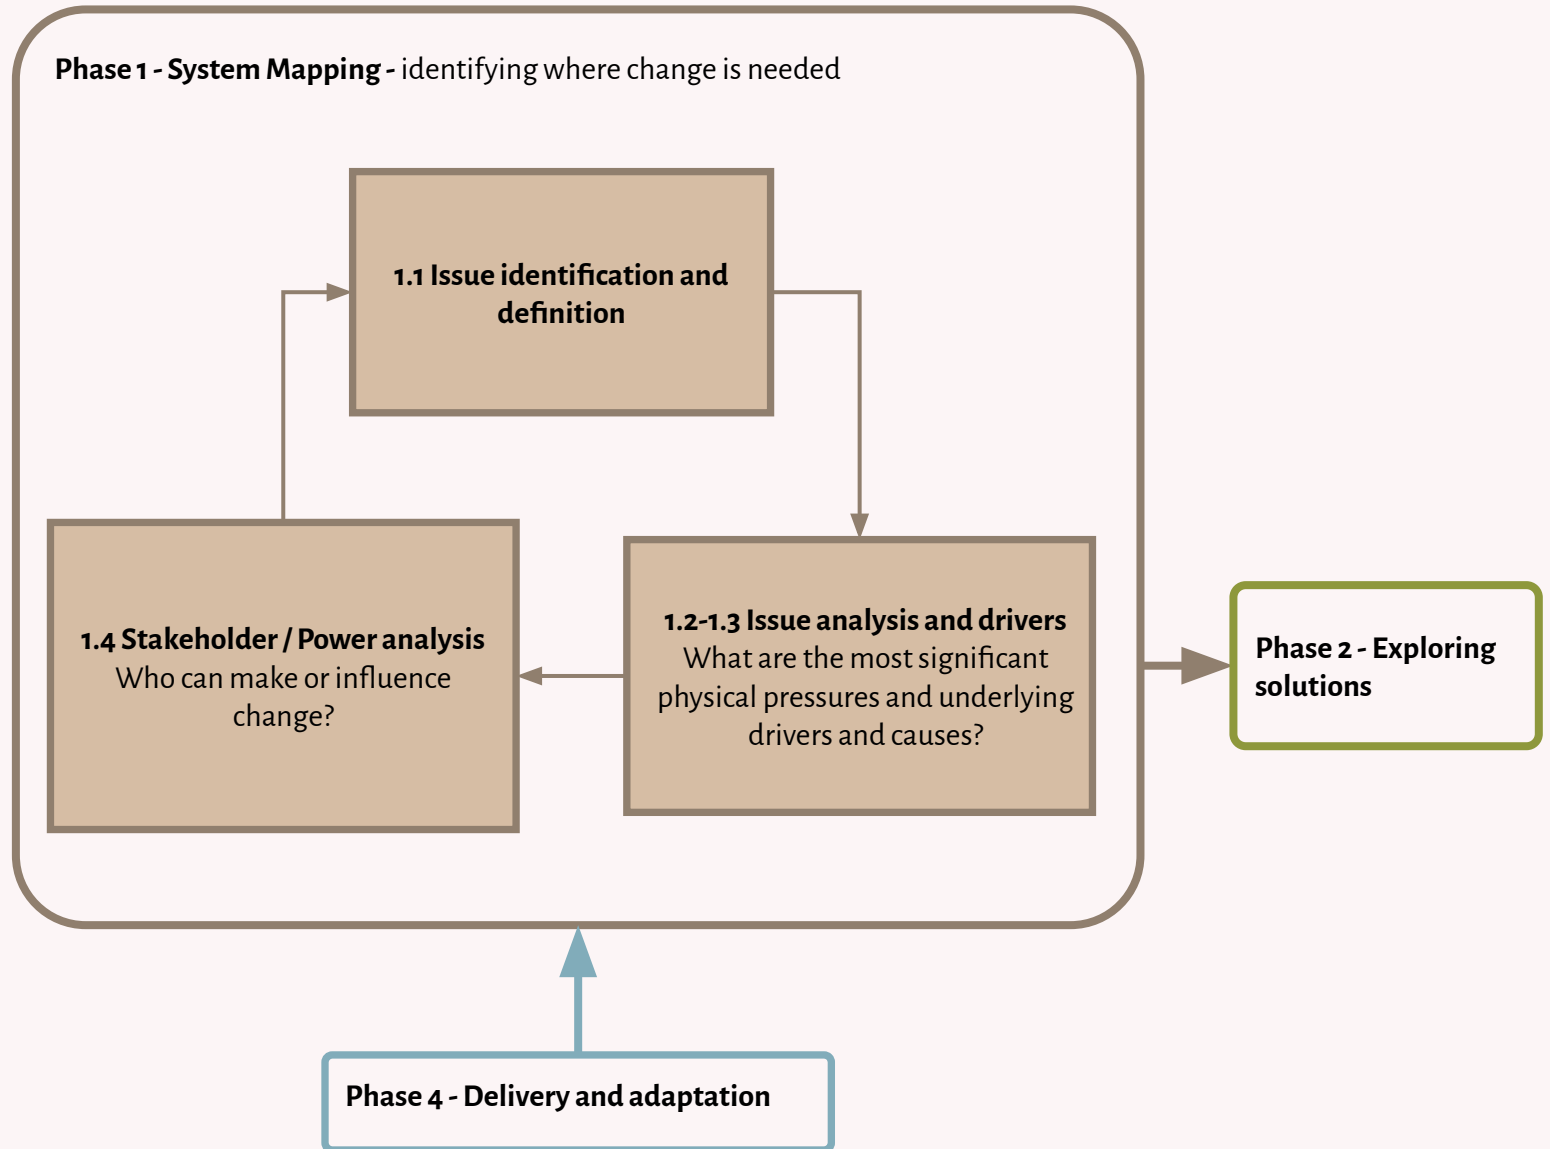 Phase 1 - System Mapping - identifying where change is needed
1.1 Issue identification and
definition
1.2-1.3 Issue analysis and drivers
What are the most significant
physical pressures and underlying
drivers and causes?
1.4 Stakeholder / Power analysis
Who can make or influence
change?
Phase 2 - Exploring
solutions
Phase 4 - Delivery and adaptation